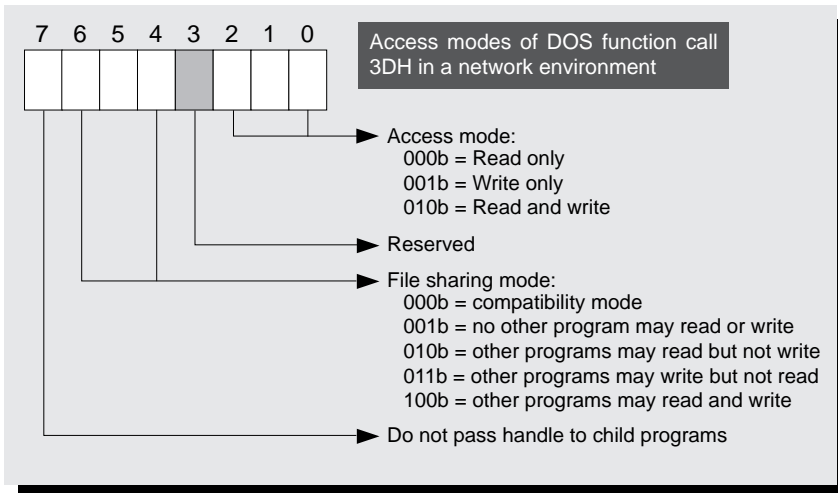 7 6 5 4 3 2 1 0
Access modes of DOS function call
3DH in a network environment
Access mode:
000b = Read only
001b = Write only
010b = Read and write
Reserved
File sharing mode:
000b = compatibility mode
001b = no other program may read or write
010b = other programs may read but not write
011b = other programs may write but not read
100b = other programs may read and write
Do not pass handle to child programs